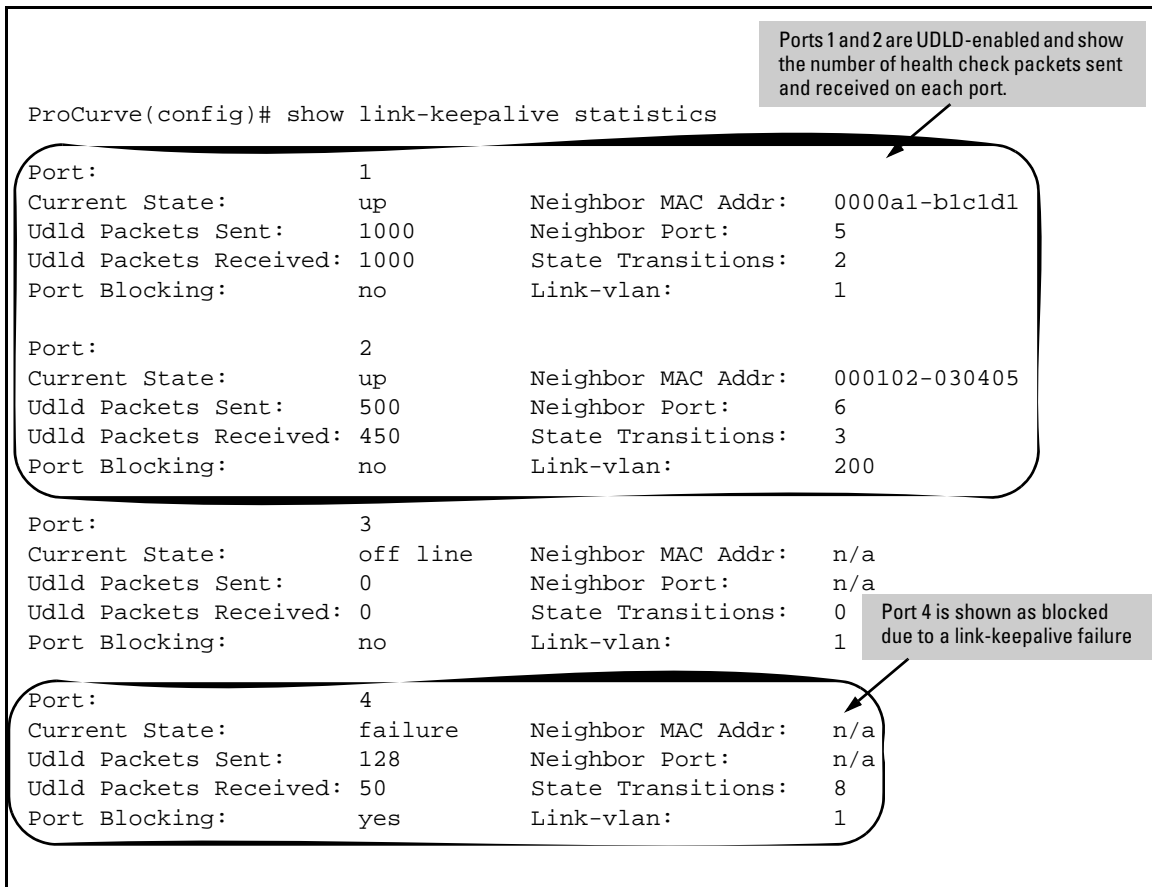 Ports 1 and 2 are UDLD-enabled and show
the number of health check packets sent
and received on each port.
ProCurve(config)# show link-keepalive statistics
Port: 1
Current State: up Neighbor MAC Addr: 0000a1-b1c1d1
Udld Packets Sent: 1000 Neighbor Port: 5
Udld Packets Received: 1000 State Transitions: 2
Port Blocking: no Link-vlan: 1
Port: 2
Current State: up Neighbor MAC Addr: 000102-030405
Udld Packets Sent: 500 Neighbor Port: 6
Udld Packets Received: 450 State Transitions: 3
Port Blocking: no Link-vlan: 200
Port: 3
Current State: off line Neighbor MAC Addr: n/a
Udld Packets Sent: 0 Neighbor Port: n/a
Udld Packets Received: 0 State Transitions: 0
Port Blocking: no Link-vlan: 1
Port 4 is shown as blocked
due to a link-keepalive failure
Port: 4
Current State: failure Neighbor MAC Addr: n/a
Udld Packets Sent: 128 Neighbor Port: n/a
Udld Packets Received: 50 State Transitions: 8
Port Blocking: yes Link-vlan: 1